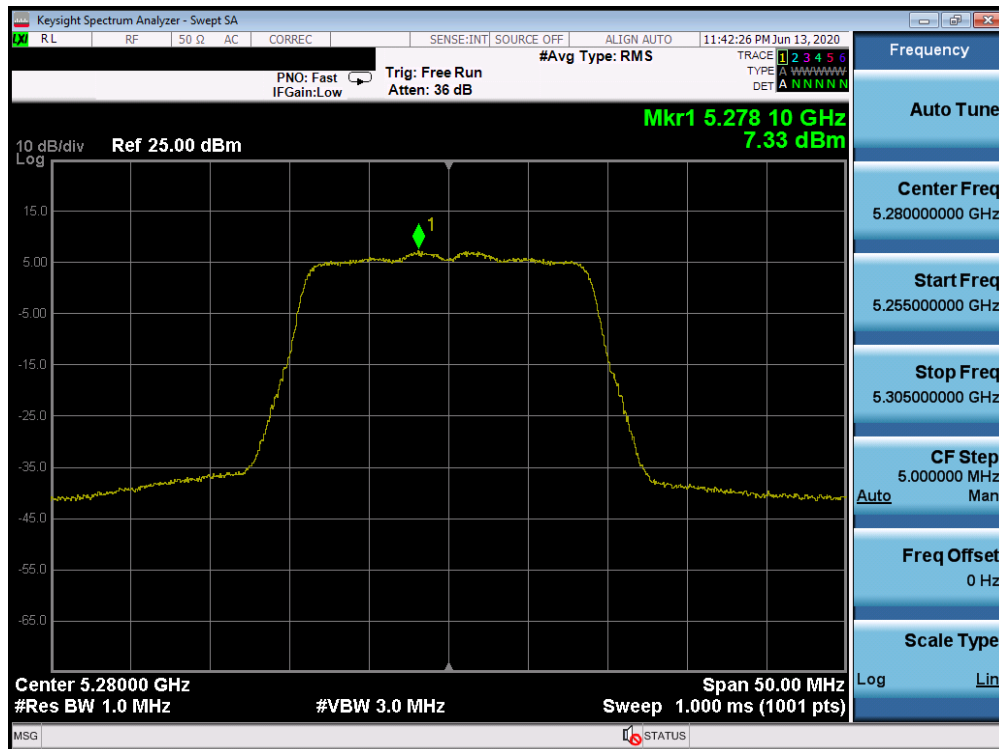 Keysight Spectrum Analyzer - Swept SA
LXI RL RF 50 Ω AC CORREC SENSE:INT SOURCE OFF ALIGN AUTO 11:42:26 PM Jun 13, 2020
#Avg Type: RMS
TRACE 1 2 3 4 5 6
PNO: Fast Trig: Free Run
TYPE A WWWWW
IFGain:Low Atten: 36 dB
DET A N N N N N
Mkr1 5.278 10 GHz
7.33 dBm
10 dB/div Ref 25.00 dBm
Log
15.0
1
5.00
-5.00
-15.0
-25.0
-35.0
-45.0
-55.0
-65.0
Center 5.28000 GHz Span 50.00 MHz
#Res BW 1.0 MHz #VBW 3.0 MHz Sweep 1.000 ms (1001 pts)
MSG STATUS
Frequency
Auto Tune
Center Freq
5.280000000 GHz
Start Freq
5.255000000 GHz
Stop Freq
5.305000000 GHz
CF Step
5.000000 MHz
Auto Man
Freq Offset
0 Hz
Scale Type
Log Lin